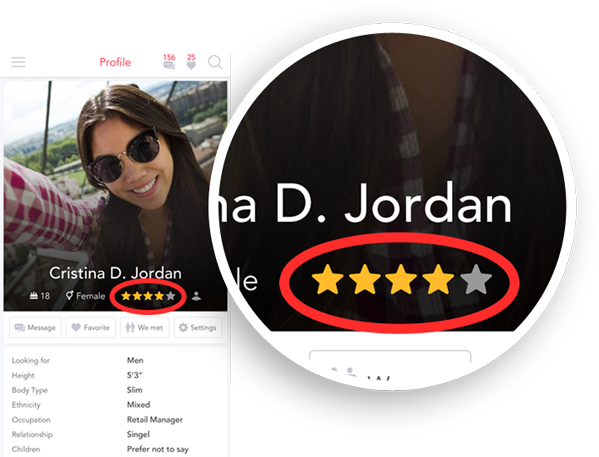 156 25
Profile
Cristina D. Jordan
18 Female
Message Favorite We met Settings
Looking for Men
Height 5'3"
Body Type Slim
Ethnicity Mixed
Occupation Retail Manager
Relationship Singel
Children Prefer not to say
na D. Jordan
le